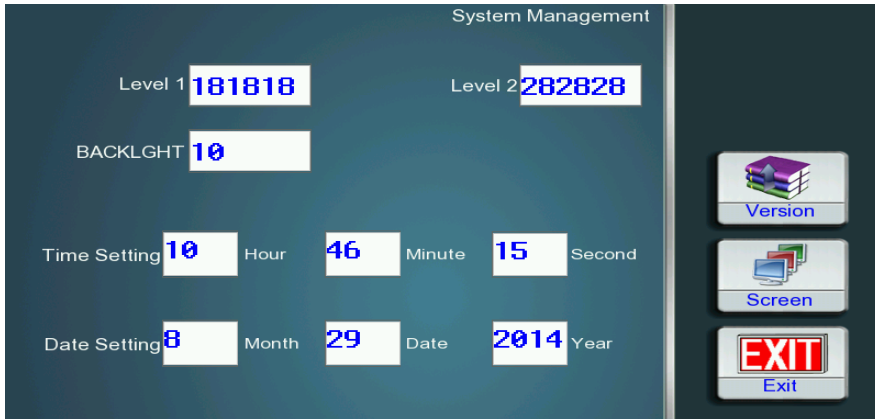 System Management
Level 1 181818 Level 2 282828
BACKLGHT 10
Version
Time Setting 10 Hour 46 Minute 15 Second
Screen
Date Setting 8 Month 29 Date 2014 Year
EXIT
Exit